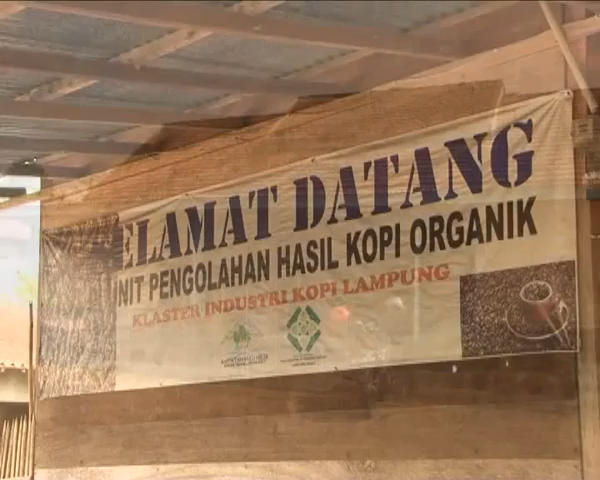 ELAMAT DATANG
NIT PENGOLAHAN HASIL KOPI ORGANIK
KLASTER INDUSTRI KOPI LAMPUNG